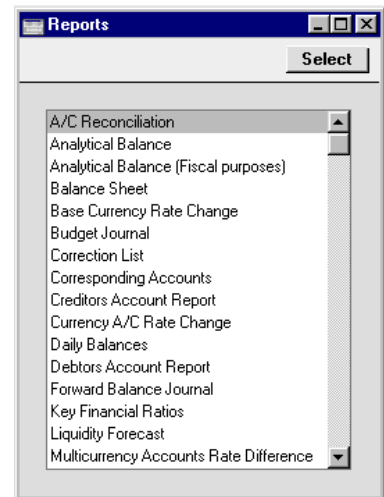 Reports
Select
A/C Reconciliation
Analytical Balance
Analytical Balance (Fiscal purposes)
Balance Sheet
Base Currency Rate Change
Budget Journal
Correction List
Corresponding Accounts
Creditors Account Report
Currency A/C Rate Change
Daily Balances
Debtors Account Report
Forward Balance Journal
Key Financial Ratios
Liquidity Forecast
Multicurrency Accounts Rate Difference